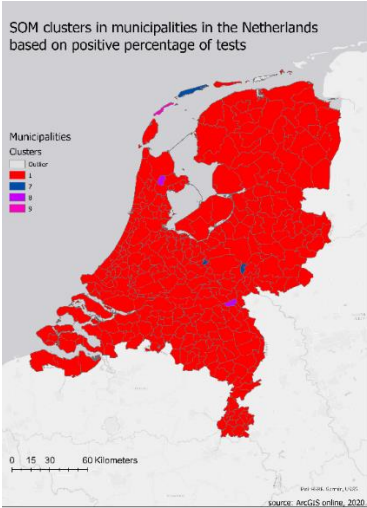 SOM clusters in municipalities in the Netherlands
based on positive percentage of tests
Municipalities
Clusters
Outlier
1
7
8
9
0 15 30 60 Kilometers
source: ArcGIS online, 2020